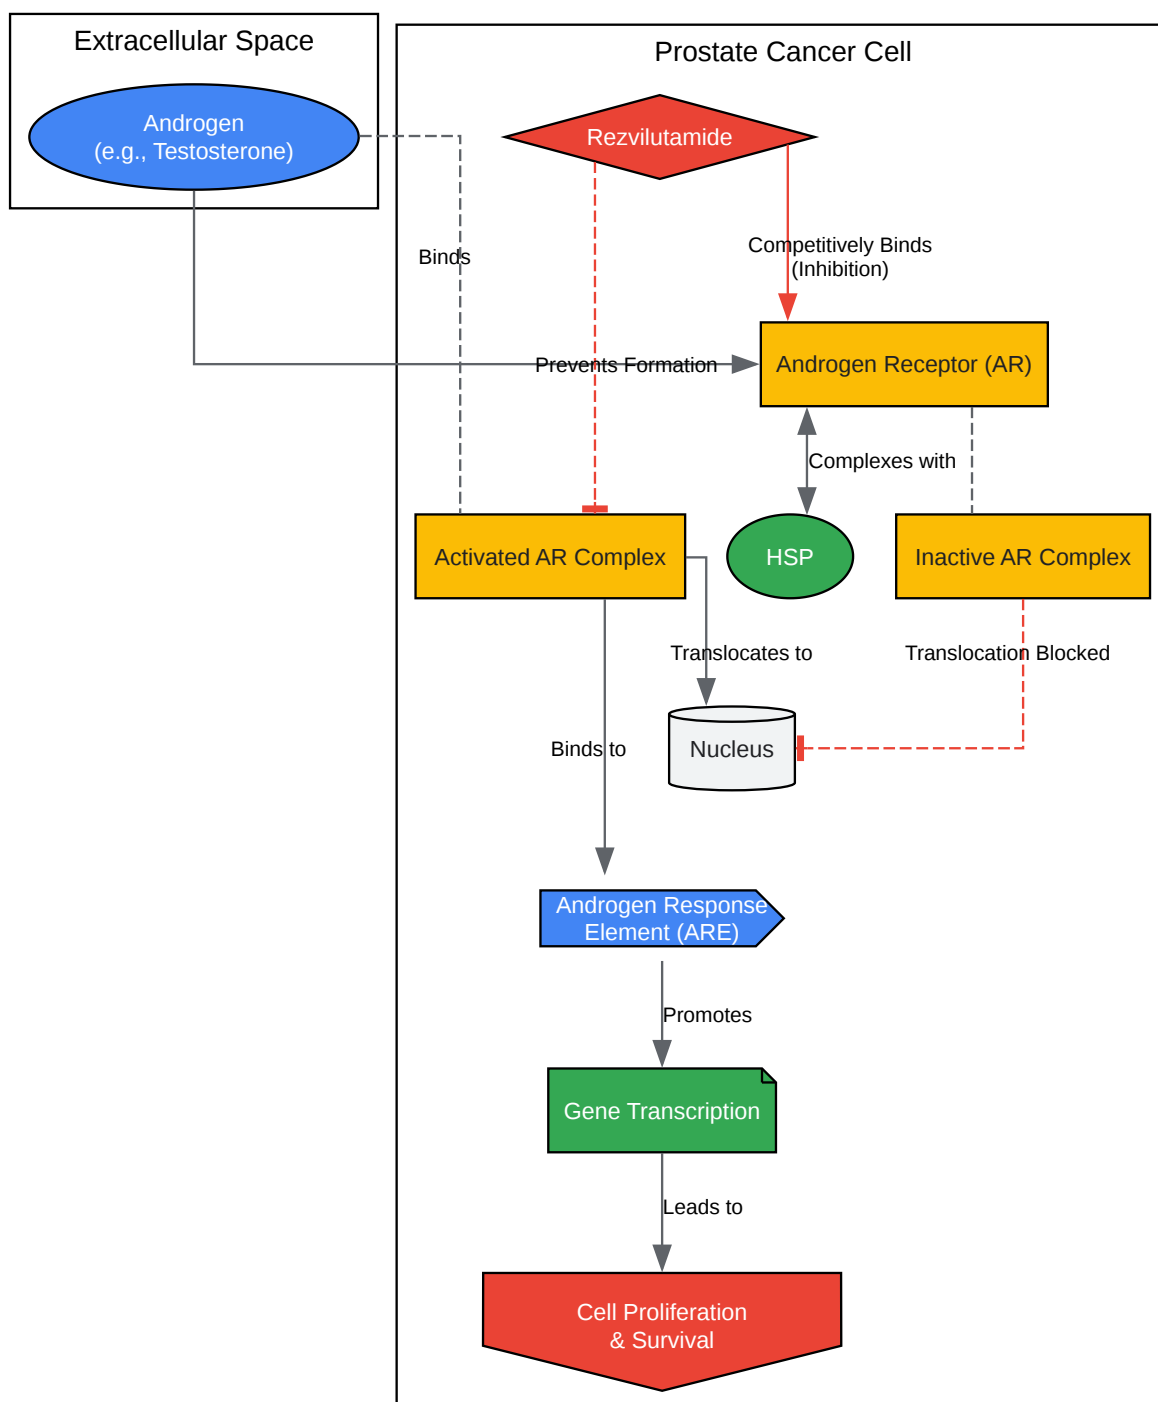 Extracellular Space
Prostate Cancer Cell
Androgen
(e.g., Testosterone)
Rezvilutamide
Binds
Competitively Binds
(Inhibition)
Prevents Formation
Androgen Receptor (AR)
Complexes with
Activated AR Complex
HSP
Inactive AR Complex
Translocates to
Translocation Blocked
Binds to
Nucleus
Androgen Response
Element (ARE)
Promotes
Gene Transcription
Leads to
Cell Proliferation
& Survival